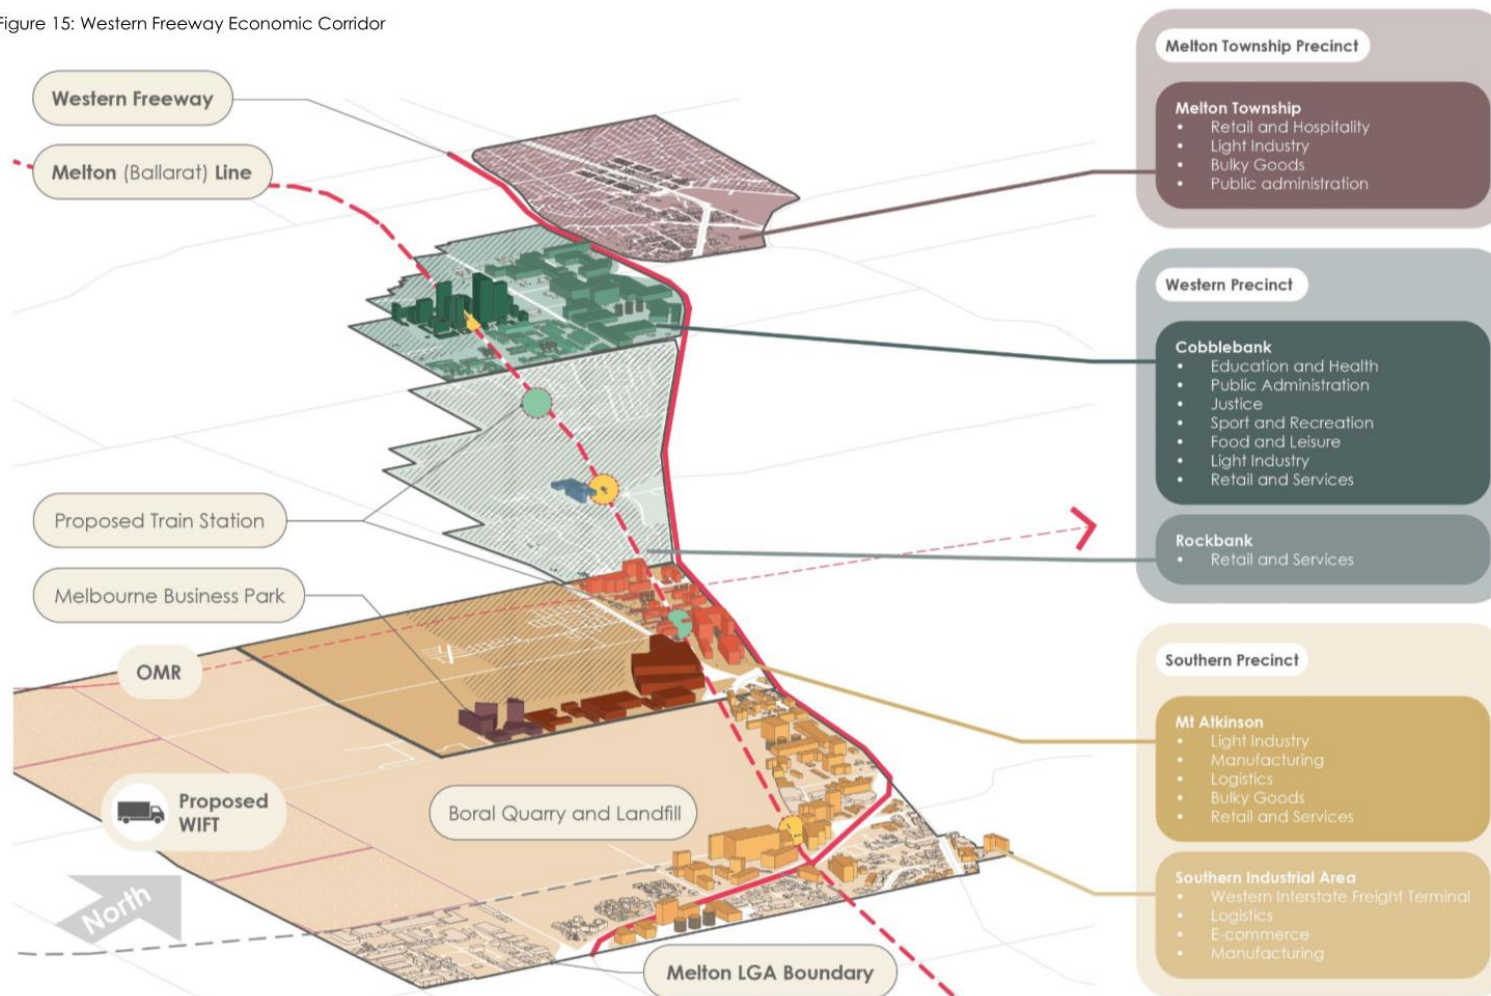 Figure 15: Western Freeway Economic Corridor
Western Freeway
Melton (Ballarat) Line
Proposed Train Station
Melbourne Business Park
OMR
Proposed
WIFT
Boral Quarry and Landfill
North
Melton LGA Boundary
Melton Township Precinct
Melton Township
• Retail and Hospitality
• Light Industry
• Bulky Goods
• Public administration
Western Precinct
Cobblebank
• Education and Health
• Public Administration
• Justice
• Sport and Recreation
• Food and Leisure
• Light Industry
• Retail and Services
Rockbank
• Retail and Services
Southern Precinct
Mt Atkinson
• Light Industry
• Manufacturing
• Logistics
• Bulky Goods
• Retail and Services
Southern Industrial Area
• Western Interstate Freight Terminal
• Logistics
• E-commerce
• Manufacturing